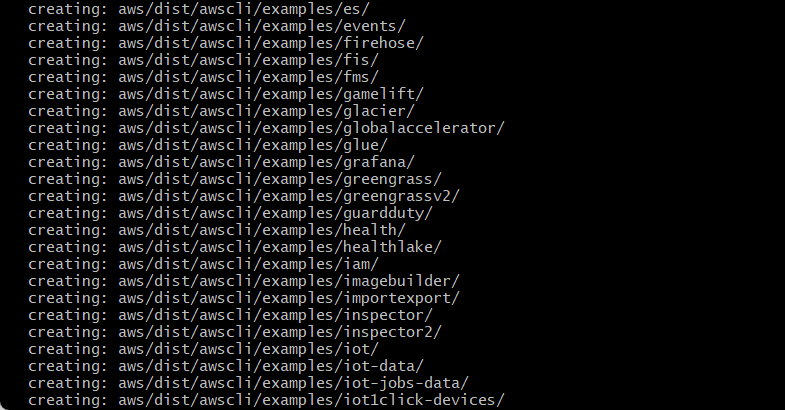 creating: aws/dist/awscli/examples/es/
creating: aws/dist/awscli/examples/events/
creating: aws/dist/awscli/examples/firehose/
creating: aws/dist/awscli/examples/fis/
creating: aws/dist/awscli/examples/fms/
creating: aws/dist/awscli/examples/gamelift/
creating: aws/dist/awscli/examples/glacier/
creating: aws/dist/awscli/examples/globalaccelerator/
creating: aws/dist/awscli/examples/glue/
creating: aws/dist/awscli/examples/grafana/
creating: aws/dist/awscli/examples/greengrass/
creating: aws/dist/awscli/examples/greengrassv2/
creating: aws/dist/awscli/examples/guardduty/
creating: aws/dist/awscli/examples/health/
creating: aws/dist/awscli/examples/healthlake/
creating: aws/dist/awscli/examples/iam/
creating: aws/dist/awscli/examples/imagebuilder/
creating: aws/dist/awscli/examples/importexport/
creating: aws/dist/awscli/examples/inspector/
creating: aws/dist/awscli/examples/inspector2/
creating: aws/dist/awscli/examples/iot/
creating: aws/dist/awscli/examples/iot-data/
creating: aws/dist/awscli/examples/iot-jobs-data/
creating: aws/dist/awscli/examples/iot1click-devices/